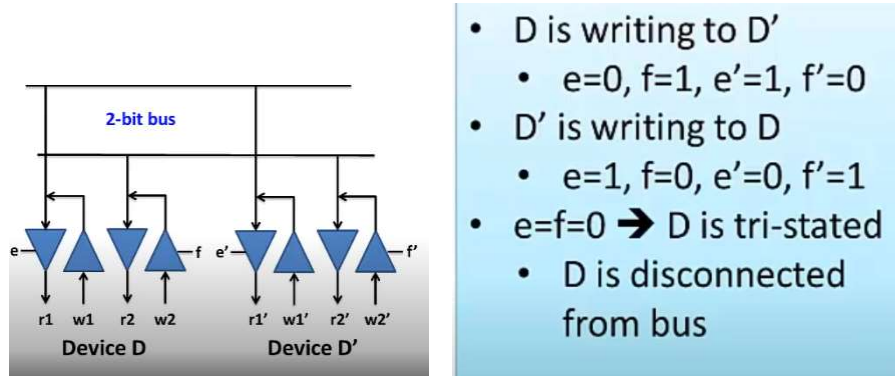 2-bit bus
e
f
e’
f’
r1 w1 r2 w2 r1’ w1’ r2’ w2’
Device D Device D’
• D is writing to D’
• e=0, f=1, e’=1, f’=0
• D’ is writing to D
• e=1, f=0, e’=0, f’=1
• e=f=0 ➔ D is tri-stated
• D is disconnected
from bus